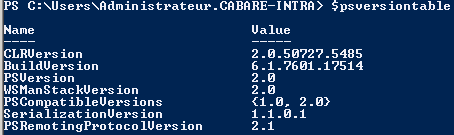 PS C:\Users\Administrateur.CABARE-INTRA> $psversiontable
Name Value
---- -----
CLRVersion 2.0.50727.5485
BuildVersion 6.1.7601.17514
PSVersion 2.0
WSManStackVersion 2.0
PSCompatibleVersions {1.0, 2.0}
SerializationVersion 1.1.0.1
PSRemotingProtocolVersion 2.1